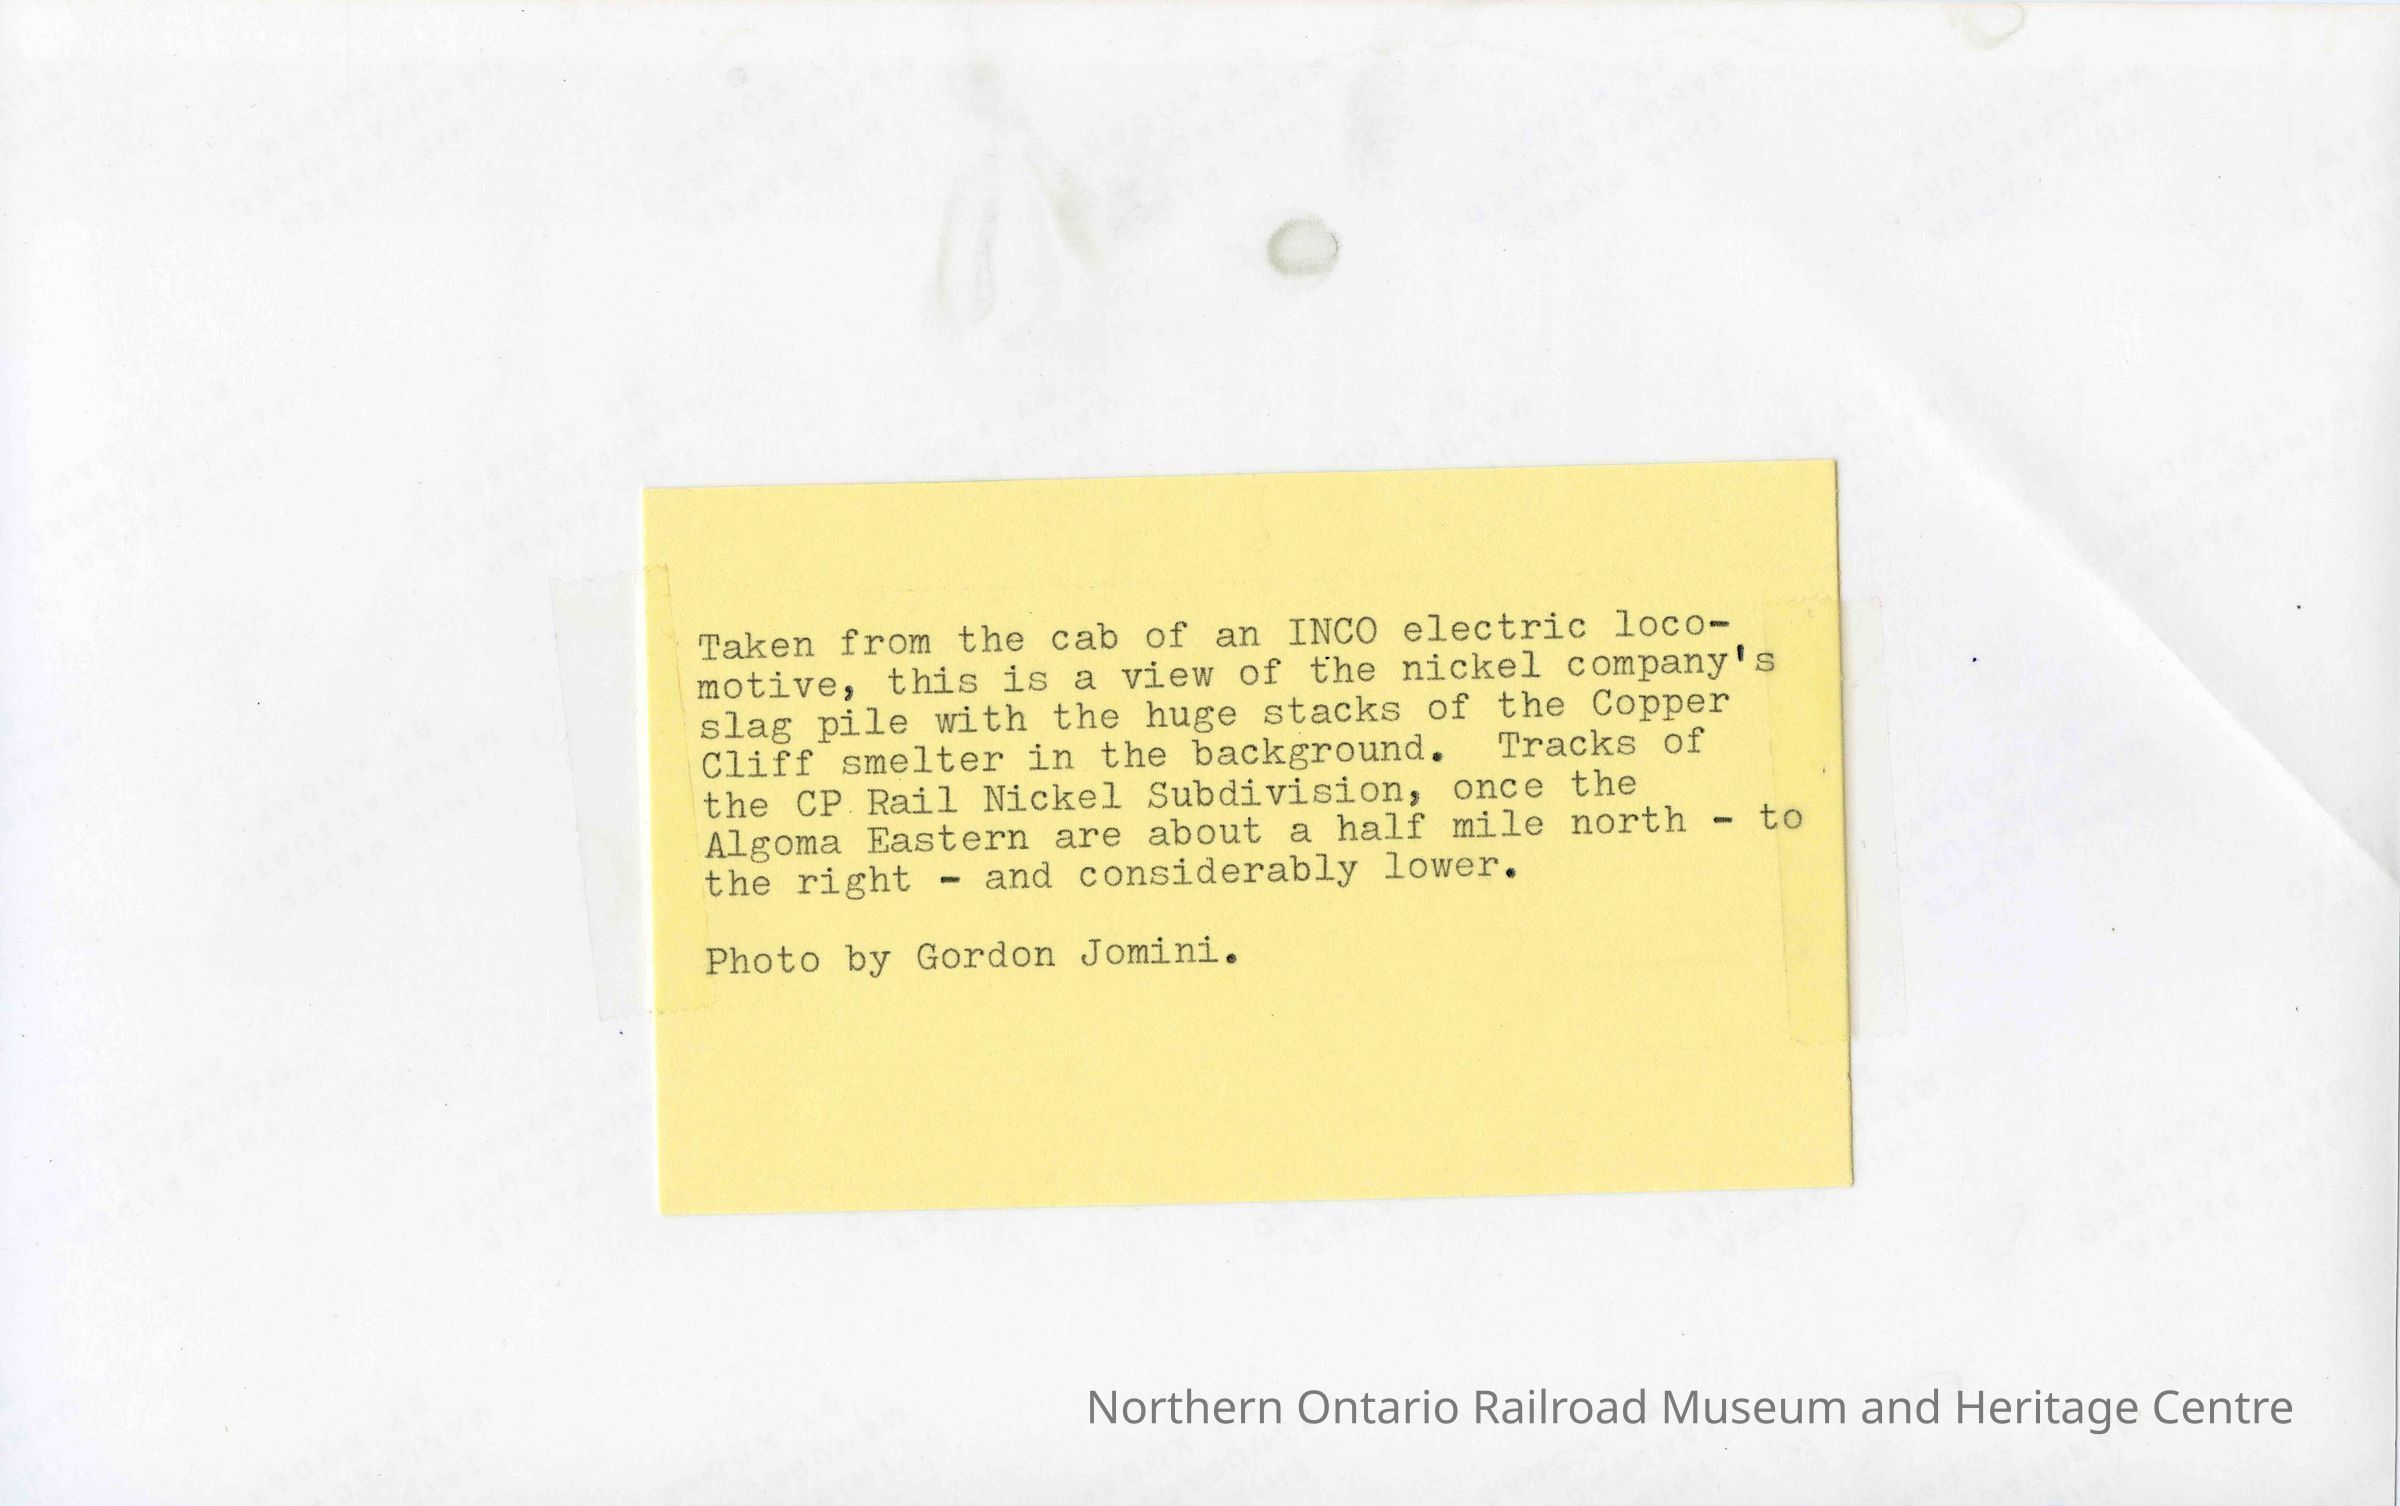 Taken from the cab of an INCO electric loco-
motive, this is a view of the nickel company's
slag pile with the huge stacks of the Copper
Cliff smelter in the background.  Tracks of
the CP Rail Nickel Subdivision, once the
Algoma Eastern are about a half mile north - to
the right - and considerably lower.
Photo by Gordon Jomini.
Northern Ontario Railroad Museum and Heritage Centre